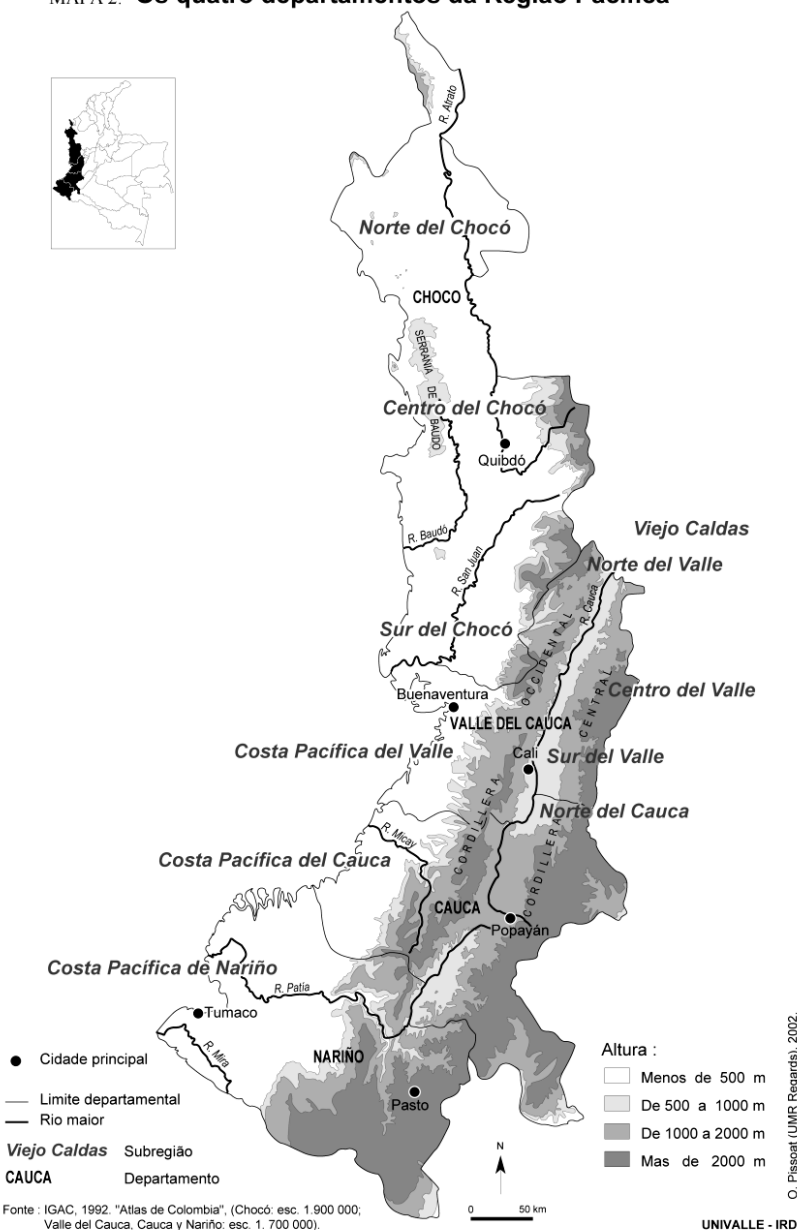 MAPA 2. Os quatro departamentos da Região Pacífica
R. Atrato
Norte del Chocó
CHOCO
SERRANIA DE BAUDO
Centro del Chocó
Quibdó
R. Baudó
R. San Juan
Viejo Caldas
Norte del Valle
R. Cauca
Sur del Chocó
CORDILLERA OCCIDENTAL
CORDILLERA CENTRAL
Buenaventura
Centro del Valle
VALLE DEL CAUCA
Costa Pacífica del Valle
Cali
Sur del Valle
Norte del Cauca
R. Micay
Costa Pacífica del Cauca
CAUCA
Popayán
Costa Pacífica de Nariño
R. Patia
Tumaco
R. Mira
NARIÑO
Pasto
Cidade principal
Limite departamental
Rio maior
Viejo Caldas Subregião
CAUCA Departamento
Altura :
Menos de 500 m
De 500 a 1000 m
De 1000 a 2000 m
Mas de 2000 m
N
0 50 km
Fonte : IGAC, 1992. "Atlas de Colombia", (Chocó: esc. 1.900 000;
Valle del Cauca, Cauca y Nariño: esc. 1. 700 000).
UNIVALLE - IRD
O. Pissoat (UMR Regards), 2002.